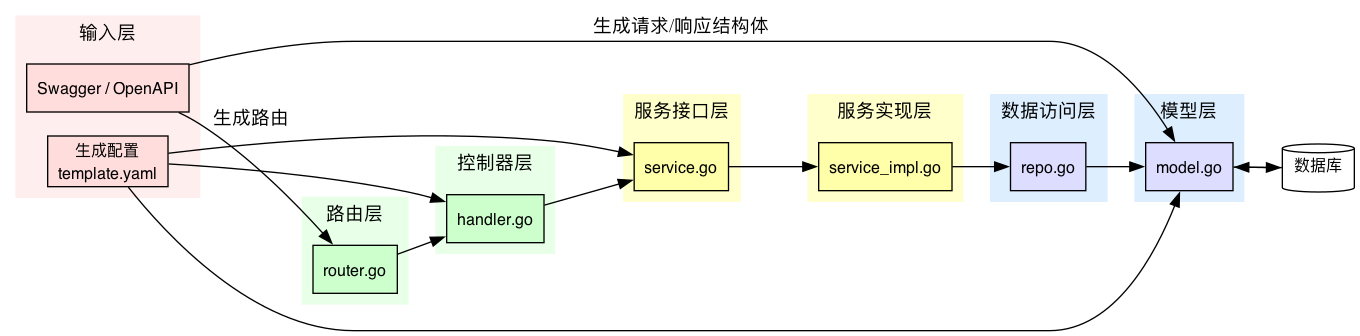 输入层
Swagger / OpenAPI
生成配置
template.yaml
生成请求/响应结构体
生成路由
路由层
router.go
控制器层
handler.go
服务接口层
service.go
服务实现层
service_impl.go
数据访问层
repo.go
模型层
model.go
数据库